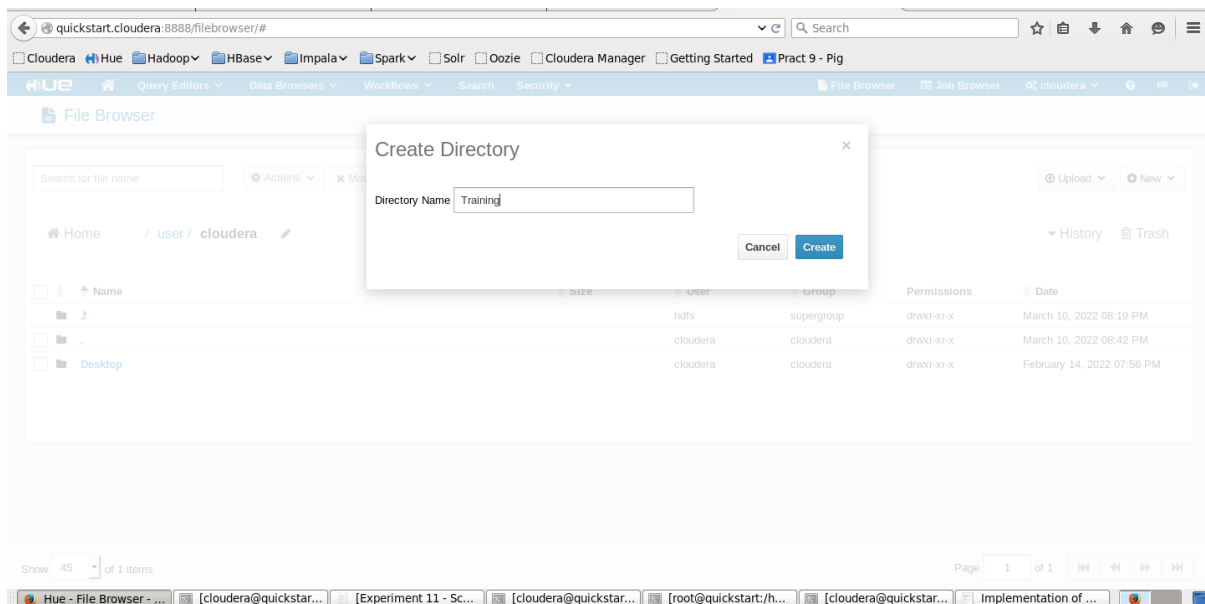 quickstart.cloudera:8888/filebrowser/# Search
Cloudera Hue Hadoop HBase Impala Spark Solr Oozie Cloudera Manager Getting Started Pract 9 - Pig
HUE Query Editors Data Browsers Workflows Search Security File Browser Job Browser cloudera
File Browser
Create Directory ×
Search for file name Actions Mov Upload New
Directory Name Training
Home / user / cloudera History Trash
Cancel Create
Name Size User Group Permissions Date
hdfs supergroup drwxr-xr-x March 10, 2022 08:19 PM
. cloudera cloudera drwxr-xr-x March 10, 2022 08:42 PM
Desktop cloudera cloudera drwxr-xr-x February 14, 2022 07:56 PM
Show 45 of 1 items Page 1 of 1
Hue - File Browser - ... [cloudera@quickstar... [Experiment 11 - Sc... [cloudera@quickstar... [root@quickstart:/h... [cloudera@quickstar... Implementation of ...